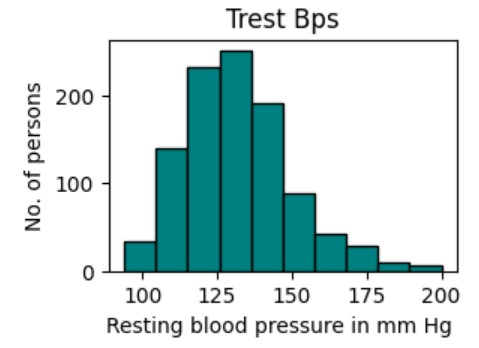 Trest Bps
No. of persons
200
100
0
100 125 150 175 200
Resting blood pressure in mm Hg